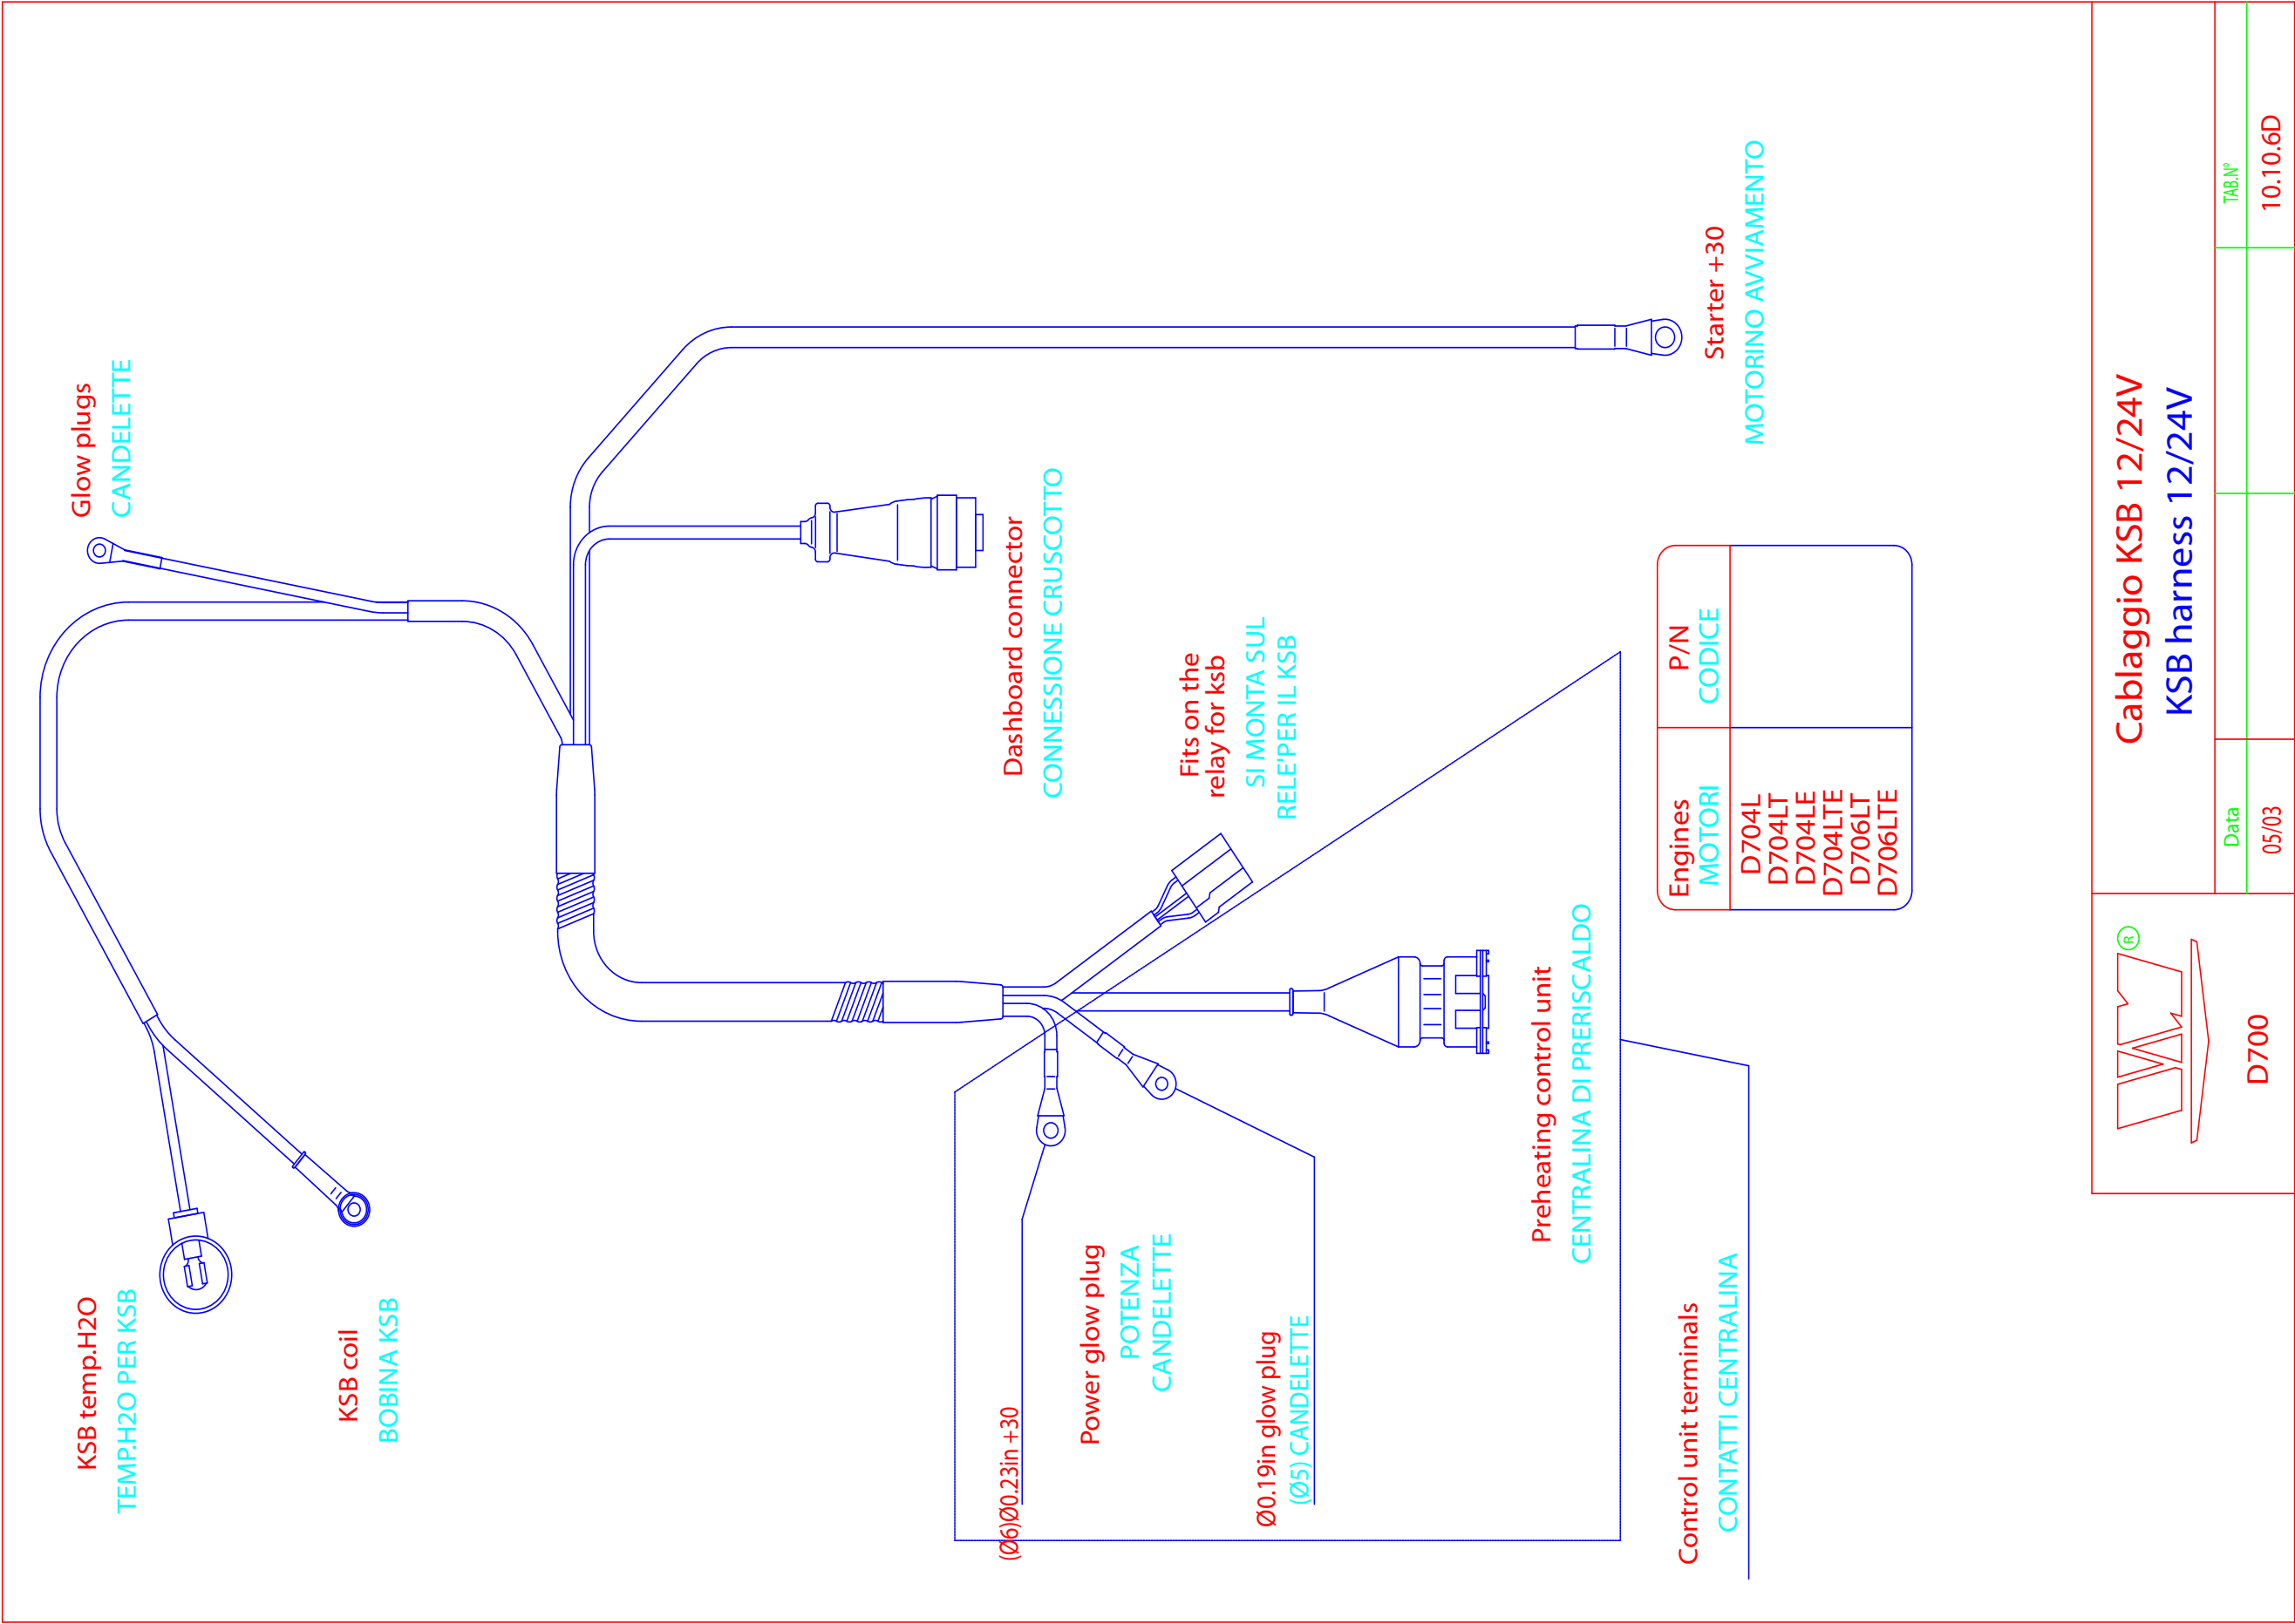 KSB temp.H2O
TEMP.H2O PER KSB
Glow plugs
CANDELETTE
KSB coil
BOBINA KSB
(Ø6)Ø0.23in +30
Dashboard connector
CONNESSIONE CRUSCOTTO
Power glow plug
POTENZA
CANDELETTE
Fits on the
relay for ksb
SI MONTA SUL
RELE'PER IL KSB
Ø0.19in glow plug
(Ø5) CANDELETTE
Preheating control unit
CENTRALINA DI PRERISCALDO
Control unit terminals
CONTATTI CENTRALINA
Starter +30
MOTORINO AVVIAMENTO
Engines P/N
MOTORI CODICE
D704L
D704LT
D704LE
D704LTE
D706LT
D706LTE
VM
®
D700
Cablaggio KSB 12/24V
KSB harness 12/24V
Data
05/03
TAB.N°
10.10.6D